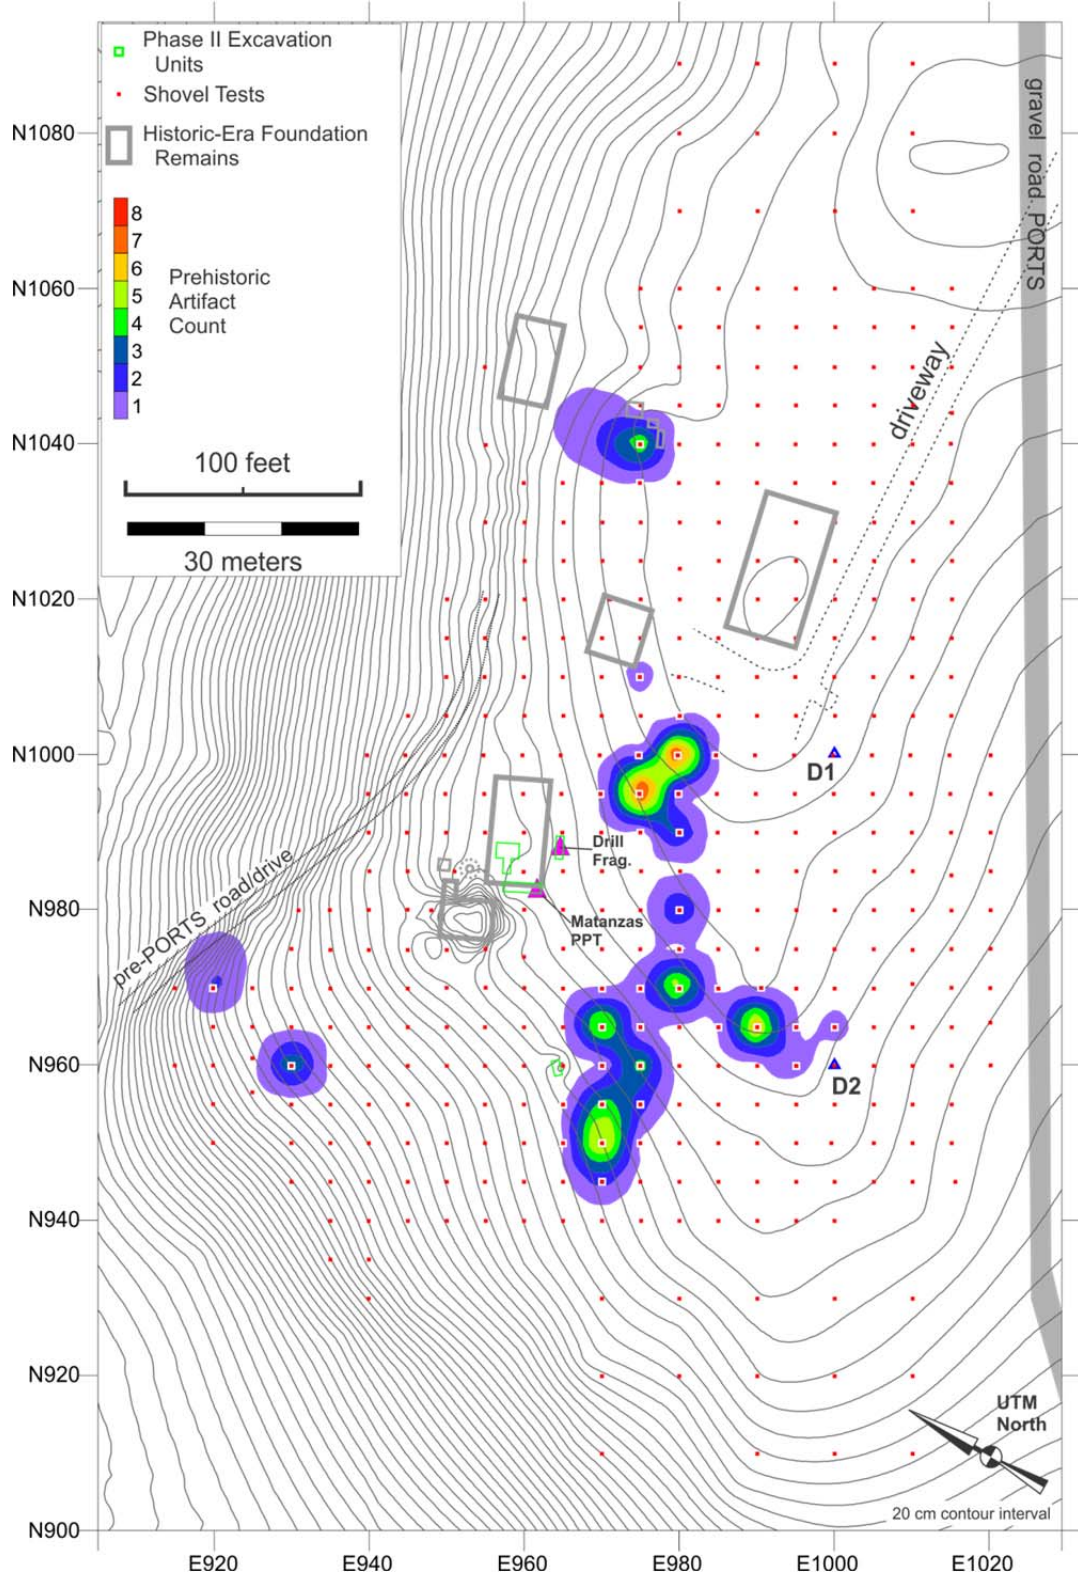 Phase II Excavation
Units
Shovel Tests
Historic-Era Foundation
Remains
8
7
6
5
4
3
2
1
Prehistoric
Artifact
Count
100 feet
30 meters
gravel road PORTS
driveway
pre-PORTS road/drive
D1
Drill
Frag.
Matanzas
PPT
D2
UTM
North
20 cm contour interval
N1080
N1060
N1040
N1020
N1000
N980
N960
N940
N920
N900
E920
E940
E960
E980
E1000
E1020